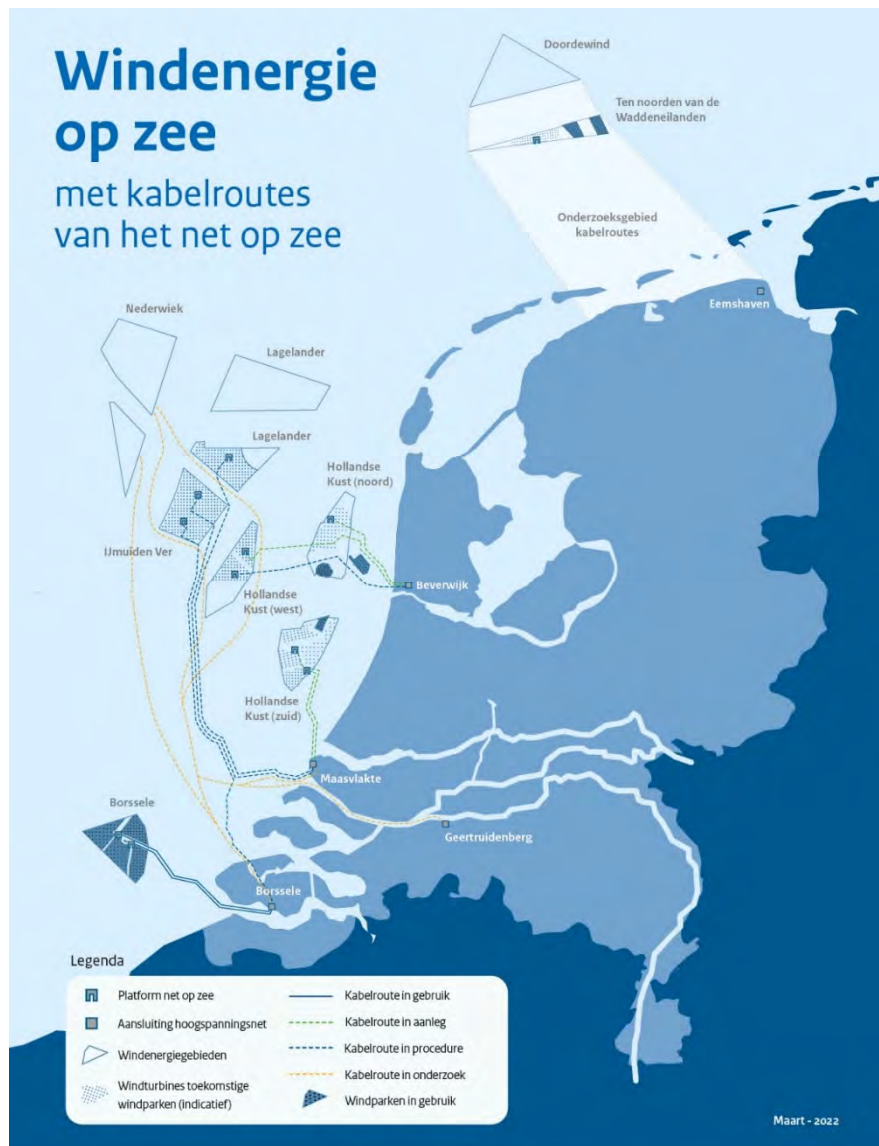 Windenergie
op zee
met kabelroutes
van het net op zee
Doordewind
Ten noorden van de
Waddeneilanden
Onderzoeksgebied
kabelroutes
Eemshaven
Nederwiek
Lagelander
Lagelander
Hollandse
Kust (noord)
IJmuiden Ver
Beverwijk
Hollandse
Kust (west)
Hollandse
Kust (zuid)
Maasvlakte
Borssele
Geertruidenberg
Borssele
Legenda
Platform net op zee
Aansluiting hoogspanningsnet
Windenergiegebieden
Windturbines toekomstige
windparken (indicatief)
Kabelroute in gebruik
Kabelroute in aanleg
Kabelroute in procedure
Kabelroute in onderzoek
Windparken in gebruik
Maart - 2022